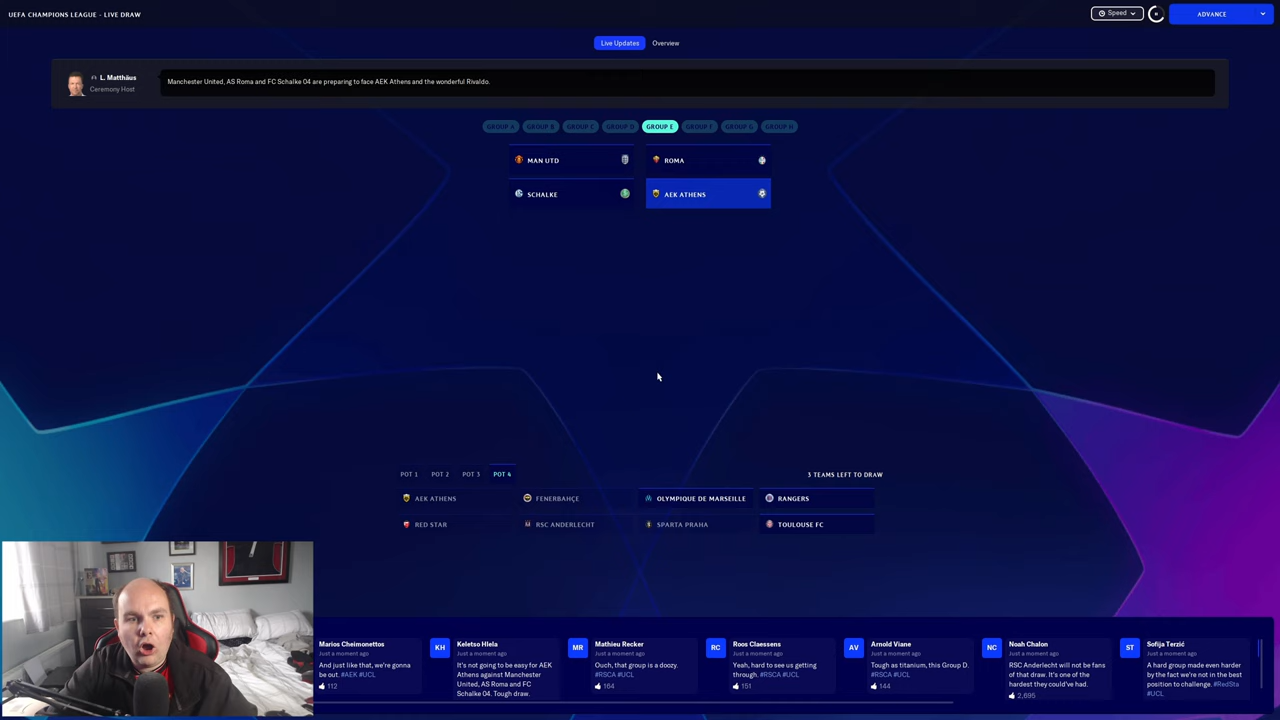 UEFA CHAMPIONS LEAGUE - LIVE DRAW
Speed
ADVANCE
Live Updates
Overview
L. Matthäus
Ceremony Host
Manchester United, AS Roma and FC Schalke 04 are preparing to face AEK Athens and the wonderful Rivaldo.
GROUP A
GROUP B
GROUP C
GROUP D
GROUP E
GROUP F
GROUP G
GROUP H
MAN UTD
ROMA
SCHALKE
AEK ATHENS
POT 1
POT 2
POT 3
POT 4
3 TEAMS LEFT TO DRAW
AEK ATHENS
FENERBAHÇE
OLYMPIQUE DE MARSEILLE
RANGERS
RED STAR
RSC ANDERLECHT
SPARTA PRAHA
TOULOUSE FC
Marios Cheimonettos
Just a moment ago
And just like that, we're gonna
be out. #AEK #UCL
112
KH
Keletso Hlela
Just a moment ago
It's not going to be easy for AEK
Athens against Manchester
United, AS Roma and FC
Schalke 04. Tough draw.
MR
Mathieu Recker
Just a moment ago
Ouch, that group is a doozy.
#RSCA #UCL
164
RC
Roos Claessens
Just a moment ago
Yeah, hard to see us getting
through. #RSCA #UCL
151
AV
Arnold Viane
Just a moment ago
Tough as titanium, this Group D.
#RSCA #UCL
144
NC
Noah Chalon
Just a moment ago
RSC Anderlecht will not be fans
of that draw. It's one of the
hardest they could've had.
2,695
ST
Sofija Terzić
Just a moment ago
A hard group made even harder
by the fact we're not in the best
position to challenge. #RedSta
#UCL